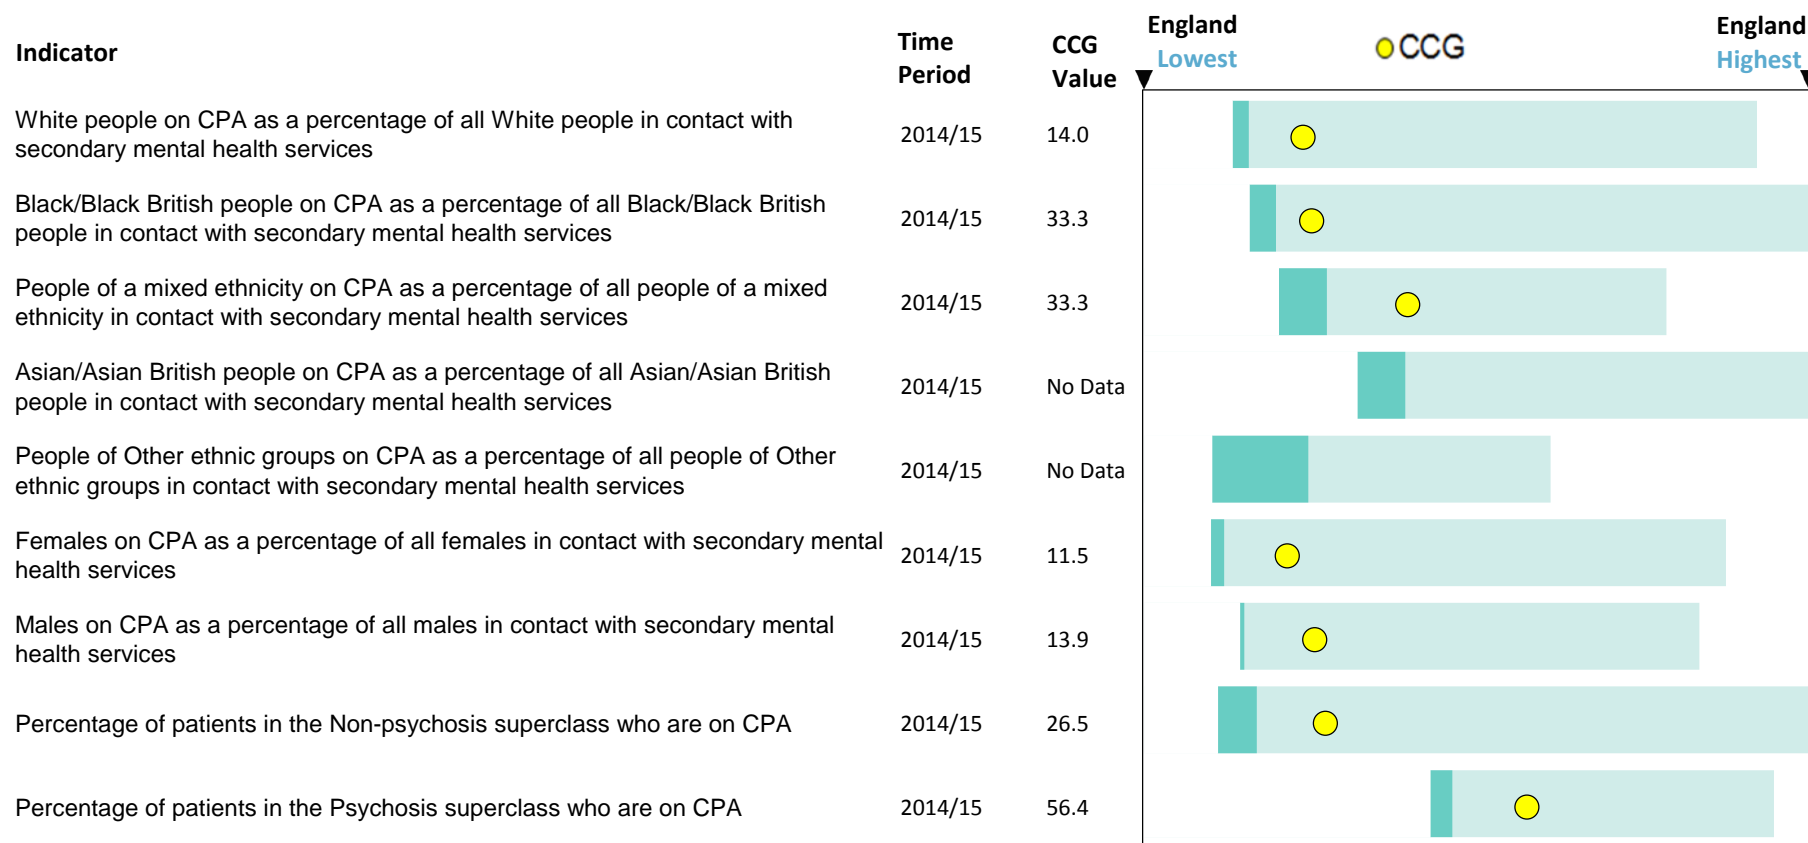 England
England
Time
CCG
CCG
Indicator
Lowest
Highest
Period
Value
White people on CPA as a percentage of all White people in contact with
secondary mental health services
2014/15
14.0
Black/Black British people on CPA as a percentage of all Black/Black British
people in contact with secondary mental health services
2014/15
33.3
People of a mixed ethnicity on CPA as a percentage of all people of a mixed
ethnicity in contact with secondary mental health services
2014/15
33.3
Asian/Asian British people on CPA as a percentage of all Asian/Asian British
people in contact with secondary mental health services
2014/15
No Data
People of Other ethnic groups on CPA as a percentage of all people of Other
ethnic groups in contact with secondary mental health services
2014/15
No Data
Females on CPA as a percentage of all females in contact with secondary mental
health services
2014/15
11.5
Males on CPA as a percentage of all males in contact with secondary mental
health services
2014/15
13.9
Percentage of patients in the Non-psychosis superclass who are on CPA
2014/15
26.5
Percentage of patients in the Psychosis superclass who are on CPA
2014/15
56.4